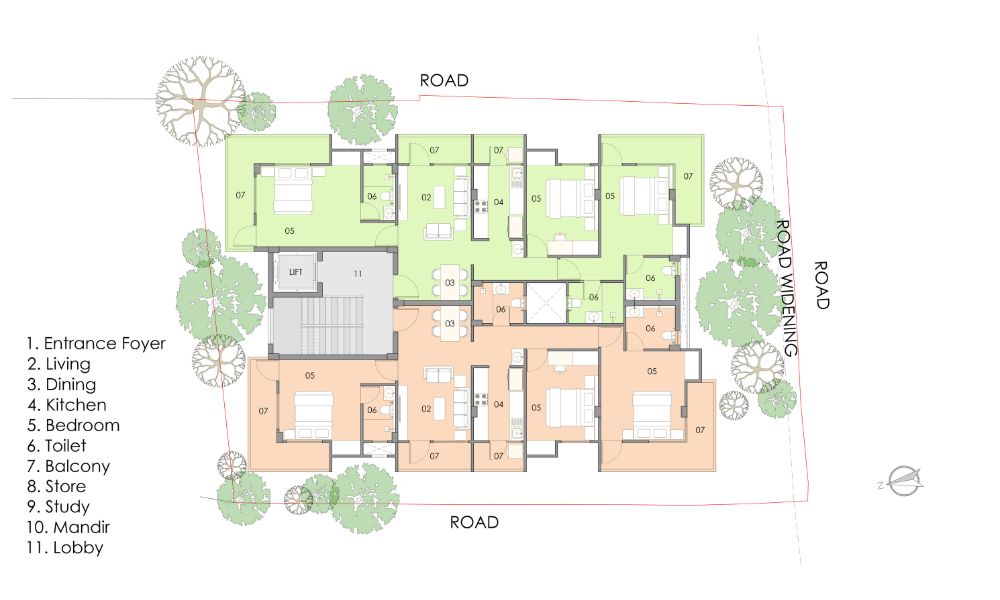 ROAD
07
07
07
07
05
06
02
04
05
05
07
05
LIFT
11
03
06
06
06
03
06
05
07
06
02
04
05
05
07
07
07
ROAD WIDENING
ROAD
1. Entrance Foyer
2. Living
3. Dining
4. Kitchen
5. Bedroom
6. Toilet
7. Balcony
8. Store
9. Study
10. Mandir
11. Lobby
ROAD
Z